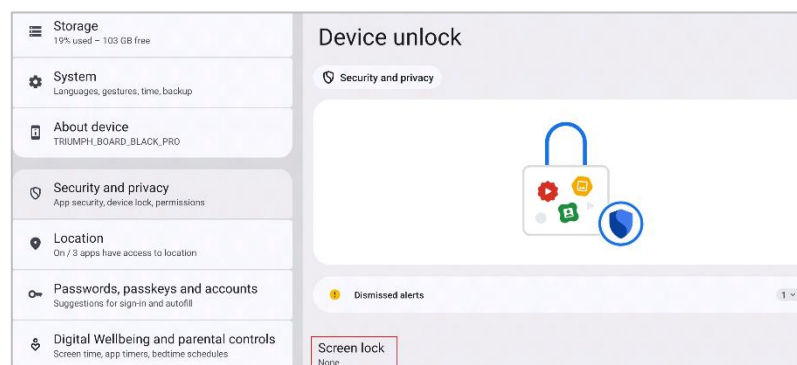 Storage
19% used – 103 GB free
System
Languages, gestures, time, backup
About device
TRIUMPH_BOARD_BLACK_PRO
Security and privacy
App security, device lock, permissions
Location
On / 3 apps have access to location
Passwords, passkeys and accounts
Suggestions for sign-in and autofill
Digital Wellbeing and parental controls
Screen time, app timers, bedtime schedules
Device unlock
Security and privacy
Dismissed alerts
1
Screen lock
None